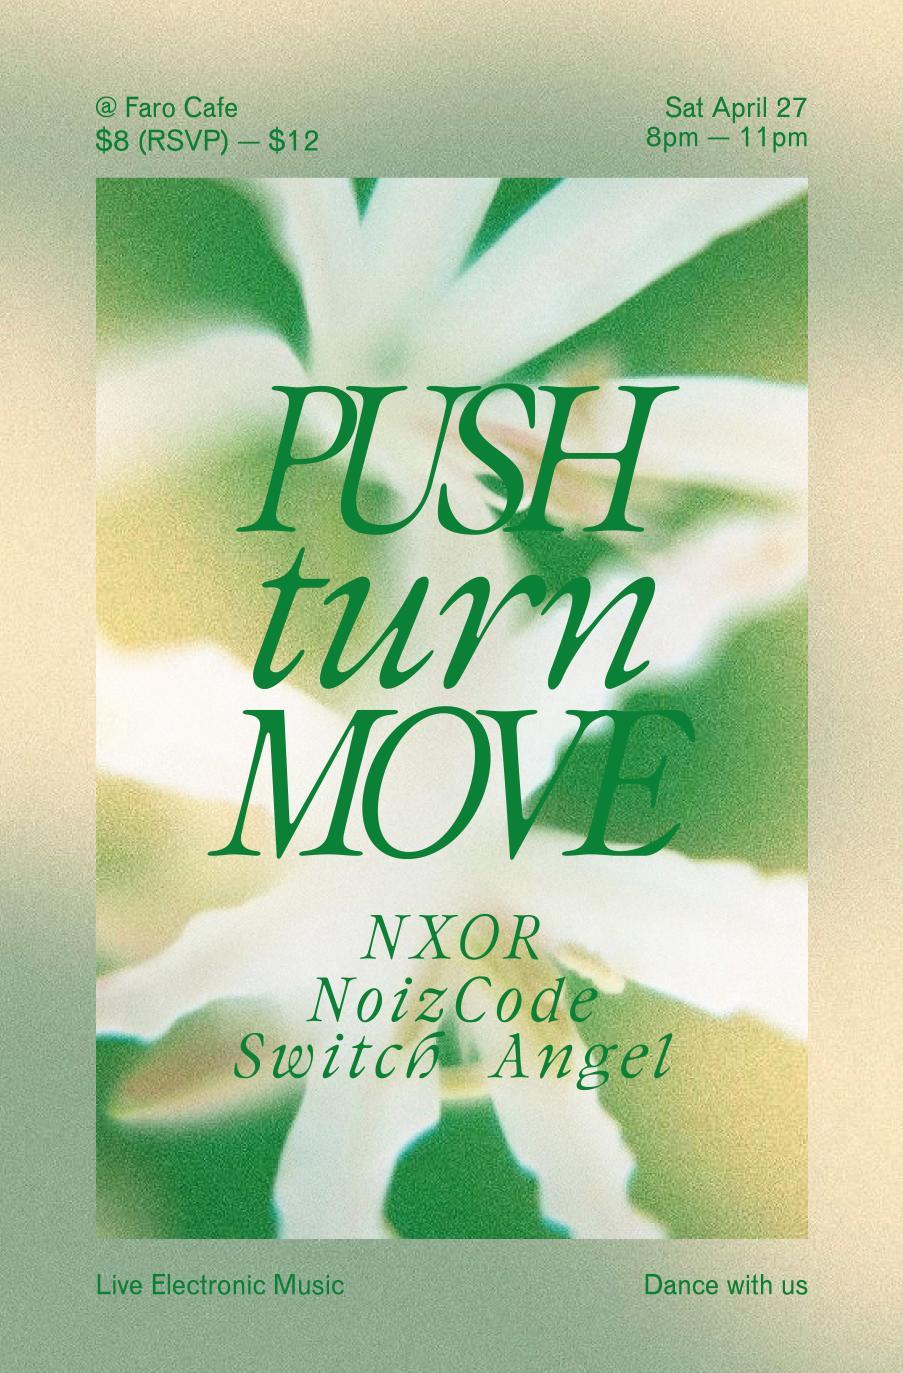 @ Faro Cafe
$8 (RSVP) — $12
Sat April 27
8pm — 11pm
PUSH
turn
MOVE
NXOR
NoizCode
Switch Angel
Live Electronic Music
Dance with us